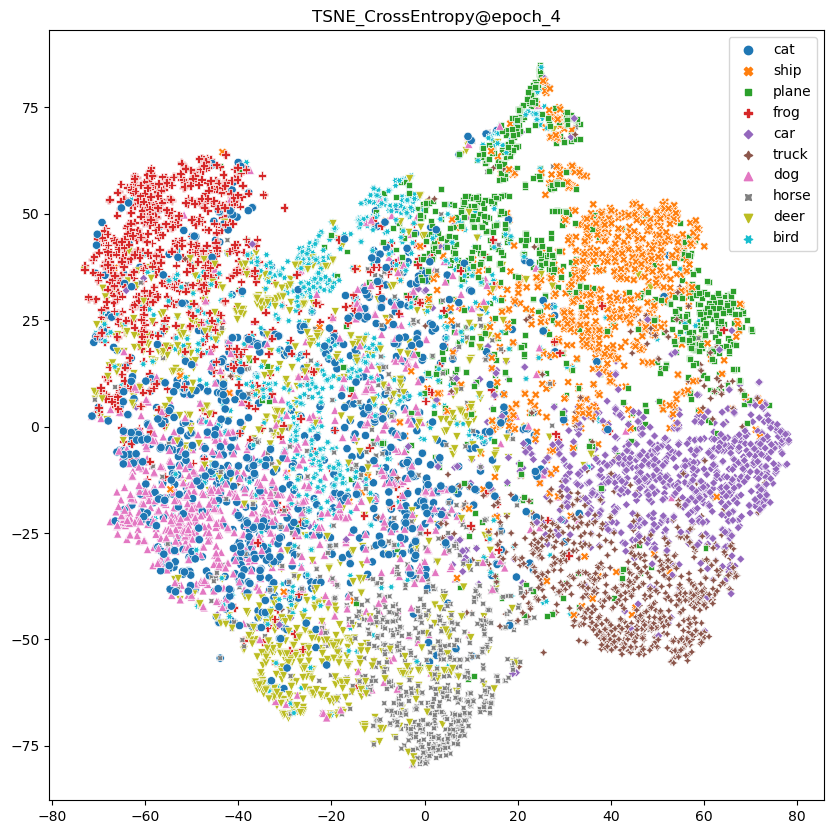 TSNE_CrossEntropy@epoch_4
cat
ship
plane
frog
car
truck
dog
horse
deer
bird
75
50
25
0
−25
−50
−75
−80 −60 −40 −20 0 20 40 60 80